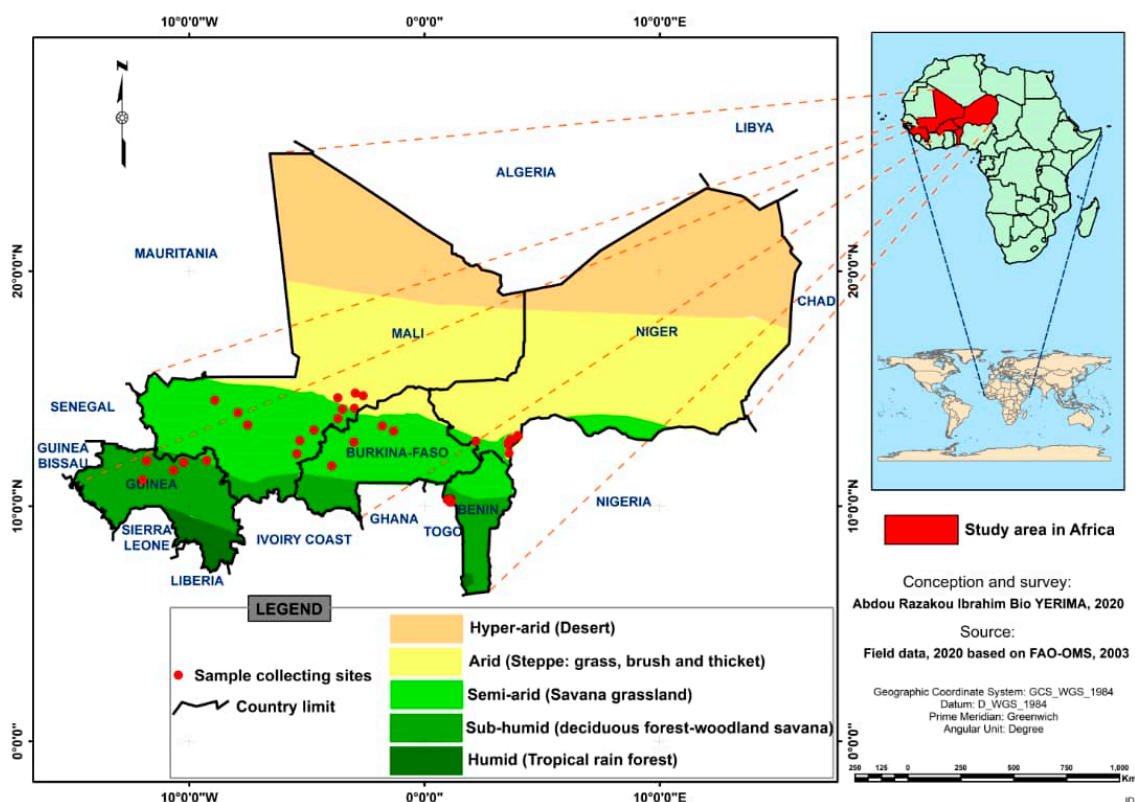 10°0'0"W
0°0'0"
10°0'0"E
N
LIBYA
ALGERIA
MAURITANIA
20°0'0"N
20°0'0"N
CHAD
MALI
NIGER
SENEGAL
GUINEA
BISSAU
BURKINA-FASO
GUINEA
10°0'0"N
10°0'0"N
NIGERIA
BENIN
GHANA
TOGO
SIERRA
LEONE
IVOIRY COAST
LIBERIA
LEGEND
Sample collecting sites
Country limit
Hyper-arid (Desert)
Arid (Steppe: grass, brush and thicket)
Semi-arid (Savana grassland)
Sub-humid (deciduous forest-woodland savana)
Humid (Tropical rain forest)
0°0'0"
0°0'0"
10°0'0"W
0°0'0"
10°0'0"E
Study area in Africa
Conception and survey:
Abdou Razakou Ibrahim Bio YERIMA, 2020
Source:
Field data, 2020 based on FAO-OMS, 2003
Geographic Coordinate System: GCS_WGS_1984
Datum: D_WGS_1984
Prime Meridian: Greenwich
Angular Unit: Degree
250 125 0 250 500 750 1,000
Km